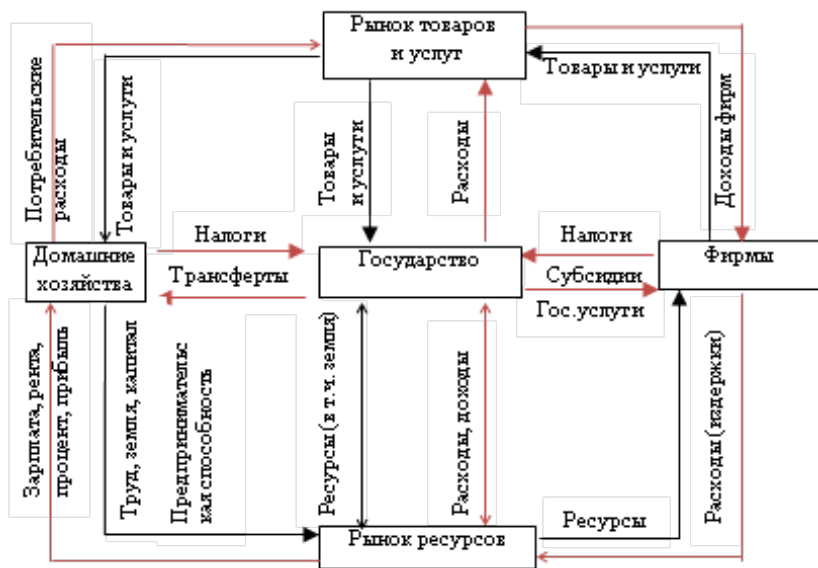 Рынок товаров
и услуг
Товары и услуги
Потребительские
расходы
Товары и услуги
Товары
и услуги
Расходы
Доходы фирм
Налоги
Налоги
Домашние
хозяйства
Государство
Фирмы
Трансферты
Субсидии
Гос.услуги
Зарплата, рента,
процент, прибыль
Труд, земля, капитал
Предпринимательс
кая способность
Ресурсы (в т.ч. земля)
Расходы, доходы
Расходы (издержки)
Ресурсы
Рынок ресурсов